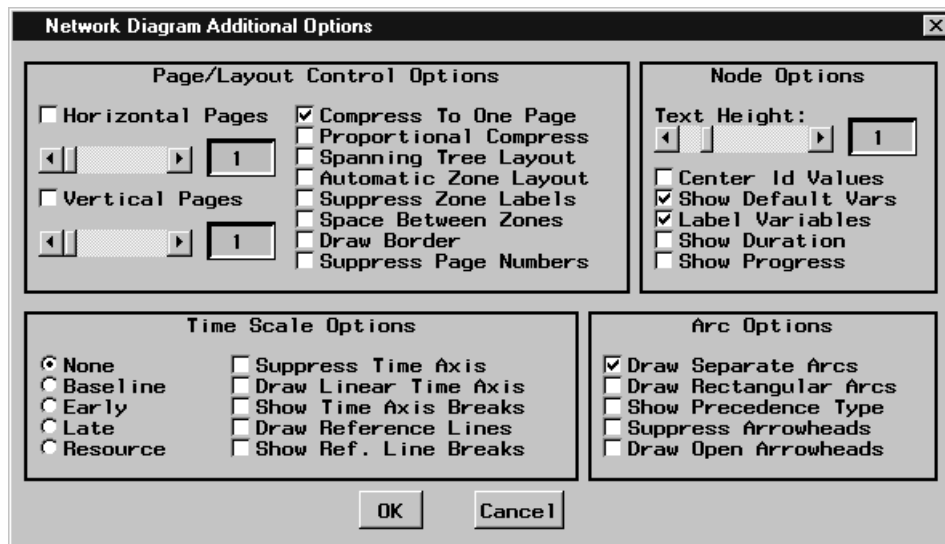 Network Diagram Additional Options
Page/Layout Control Options
Horizontal Pages
1
Vertical Pages
1
Compress To One Page
Proportional Compress
Spanning Tree Layout
Automatic Zone Layout
Suppress Zone Labels
Space Between Zones
Draw Border
Suppress Page Numbers
Node Options
Text Height:
1
Center Id Values
Show Default Vars
Label Variables
Show Duration
Show Progress
Time Scale Options
None
Baseline
Early
Late
Resource
Suppress Time Axis
Draw Linear Time Axis
Show Time Axis Breaks
Draw Reference Lines
Show Ref. Line Breaks
Arc Options
Draw Separate Arcs
Draw Rectangular Arcs
Show Precedence Type
Suppress Arrowheads
Draw Open Arrowheads
OK
Cancel